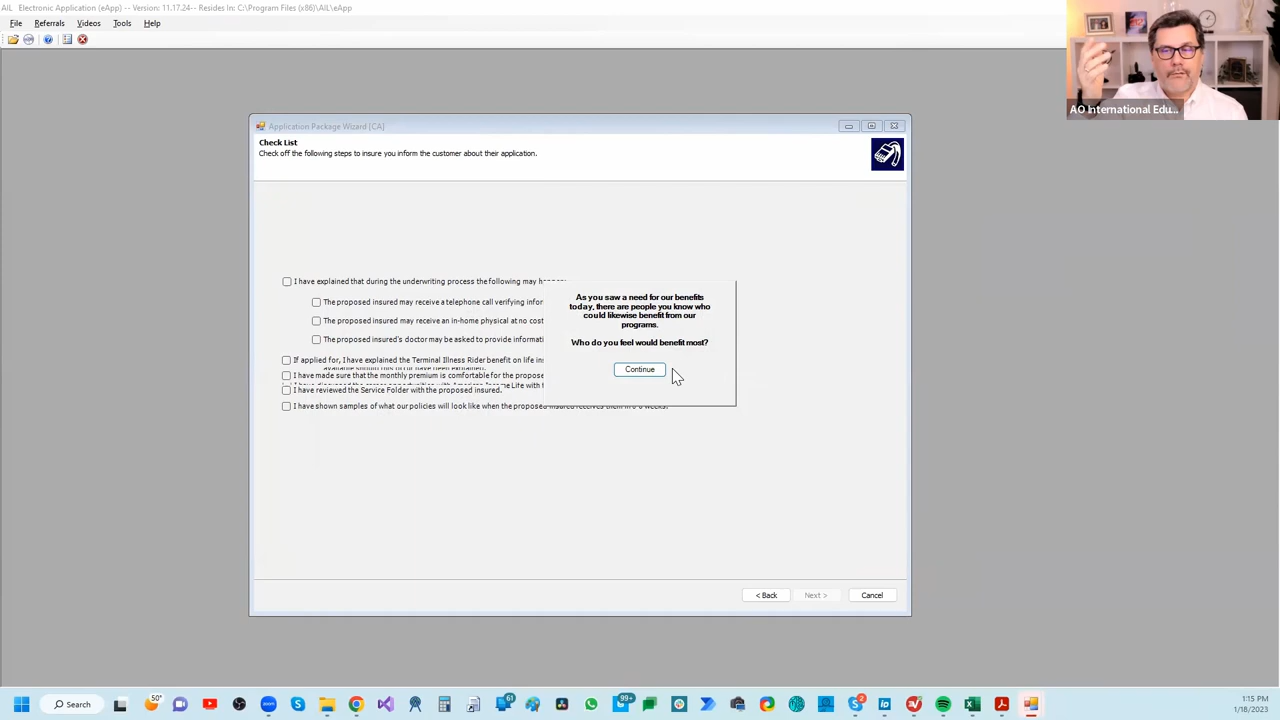 AIL Electronic Application (eApp) -- Version: 11.17.24-- Resides In: C:\Program Files (x86)\AIL\eApp
File Referrals Videos Tools Help
AO International Edu...
Application Package Wizard [CA]
Check List
Check off the following steps to insure you inform the customer about their application.
I have explained that during the underwriting process the following may
The proposed insured may receive a telephone call verifying
The proposed insured may receive an in-home physical at no cost
The proposed insured's doctor may be asked to provide
If applied for, I have explained the Terminal Illness Rider benefit on life
I have made sure that the monthly premium is comfortable for the
I have reviewed the Service Folder with the proposed insured.
I have shown samples of what our policies will look like when the proposed insured receives them in
As you saw a need for our benefits
today, there are people you know who
could likewise benefit from our
programs.
Who do you feel would benefit most?
Continue
< Back Next > Cancel
Search
50°
61
99+
2
1:15 PM
1/18/2023